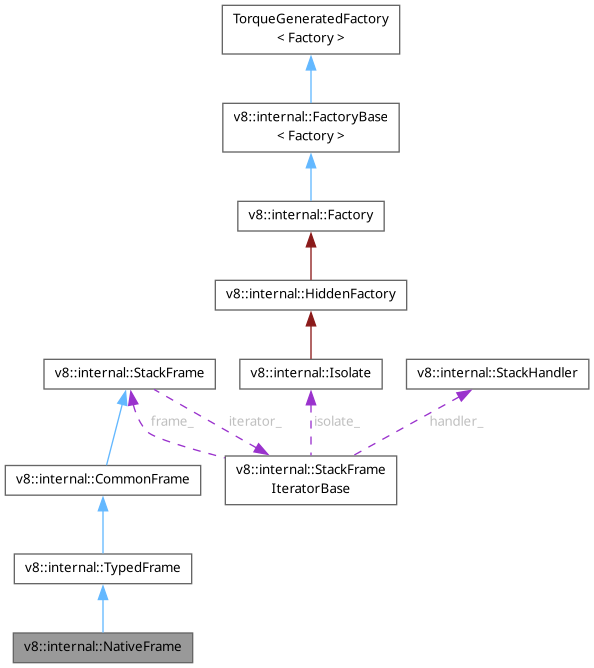 TorqueGeneratedFactory
< Factory >
v8::internal::FactoryBase
< Factory >
v8::internal::Factory
v8::internal::HiddenFactory
v8::internal::StackFrame
v8::internal::Isolate
v8::internal::StackHandler
frame_
iterator_
isolate_
handler_
v8::internal::CommonFrame
v8::internal::StackFrame
IteratorBase
v8::internal::TypedFrame
v8::internal::NativeFrame